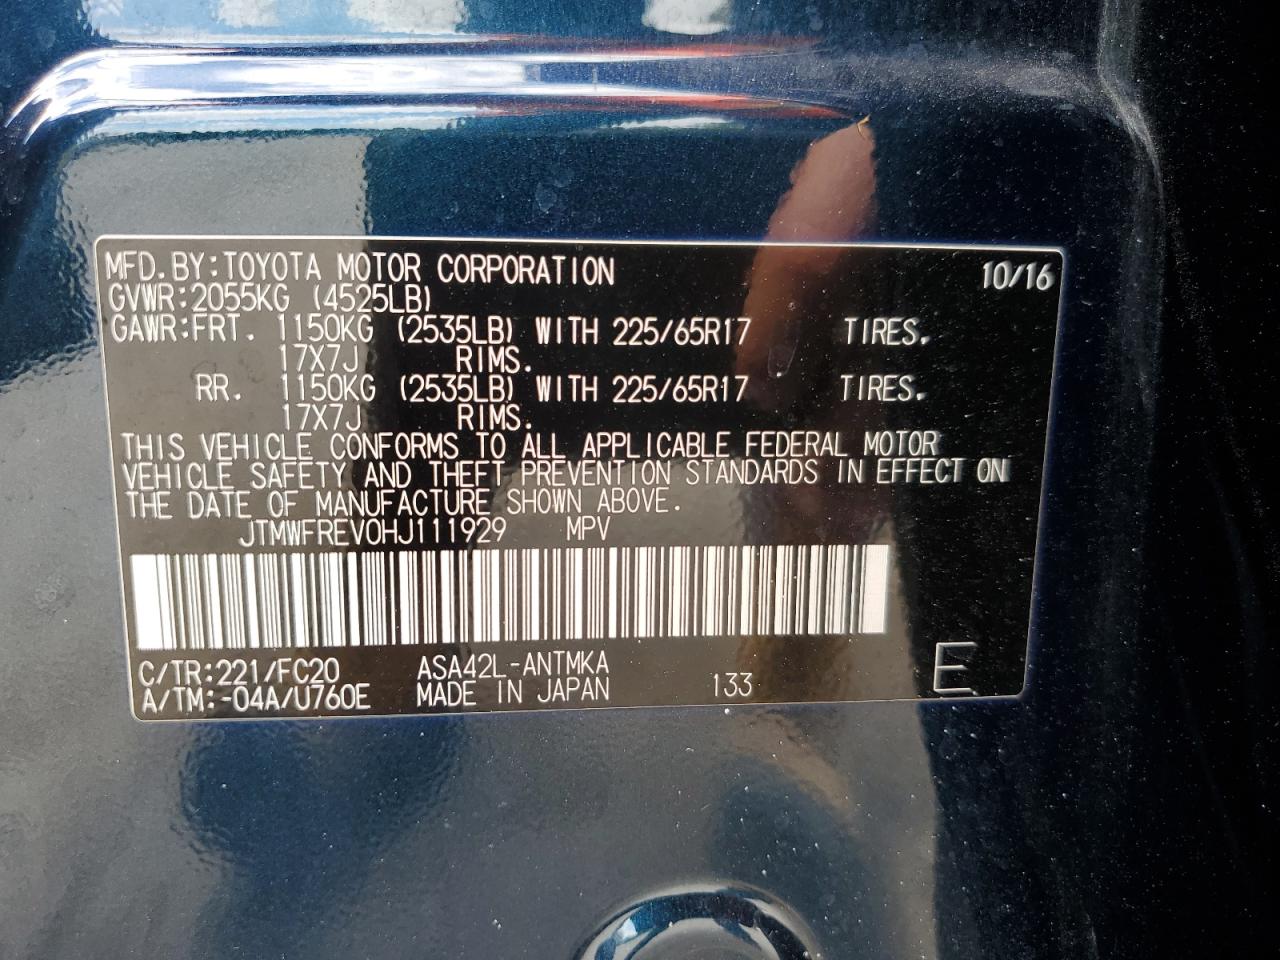 MFD.BY:TOYOTA MOTOR CORPORATION 10/16
GVWR:2055KG (4525LB)
GAWR:FRT. 1150KG (2535LB) WITH 225/65R17 TIRES.
17X7J RIMS.
RR. 1150KG (2535LB) WITH 225/65R17 TIRES.
17X7J RIMS.
THIS VEHICLE CONFORMS TO ALL APPLICABLE FEDERAL MOTOR
VEHICLE SAFETY AND THEFT PREVENTION STANDARDS IN EFFECT ON
THE DATE OF MANUFACTURE SHOWN ABOVE.
JTMWFREV0HJ111929 MPV
C/TR:221/FC20 ASA42L-ANTMKA
A/TM:-04A/U760E MADE IN JAPAN 133 E